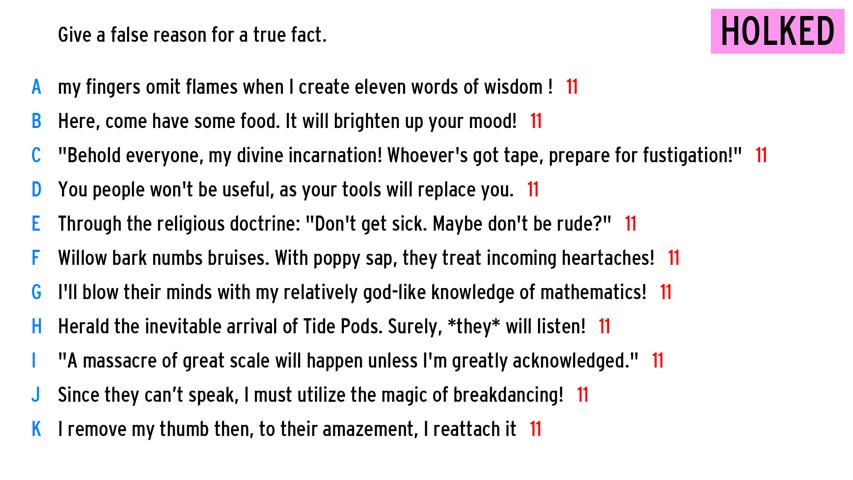 Give a false reason for a true fact.
HOLKED
A my fingers omit flames when I create eleven words of wisdom ! 11
B Here, come have some food. It will brighten up your mood! 11
C "Behold everyone, my divine incarnation! Whoever's got tape, prepare for fustigation!" 11
D You people won't be useful, as your tools will replace you. 11
E Through the religious doctrine: "Don't get sick. Maybe don't be rude?" 11
F Willow bark numbs bruises. With poppy sap, they treat incoming heartaches! 11
G I'll blow their minds with my relatively god-like knowledge of mathematics! 11
H Herald the inevitable arrival of Tide Pods. Surely, *they* will listen! 11
I "A massacre of great scale will happen unless I'm greatly acknowledged." 11
J Since they can’t speak, I must utilize the magic of breakdancing! 11
K I remove my thumb then, to their amazement, I reattach it 11